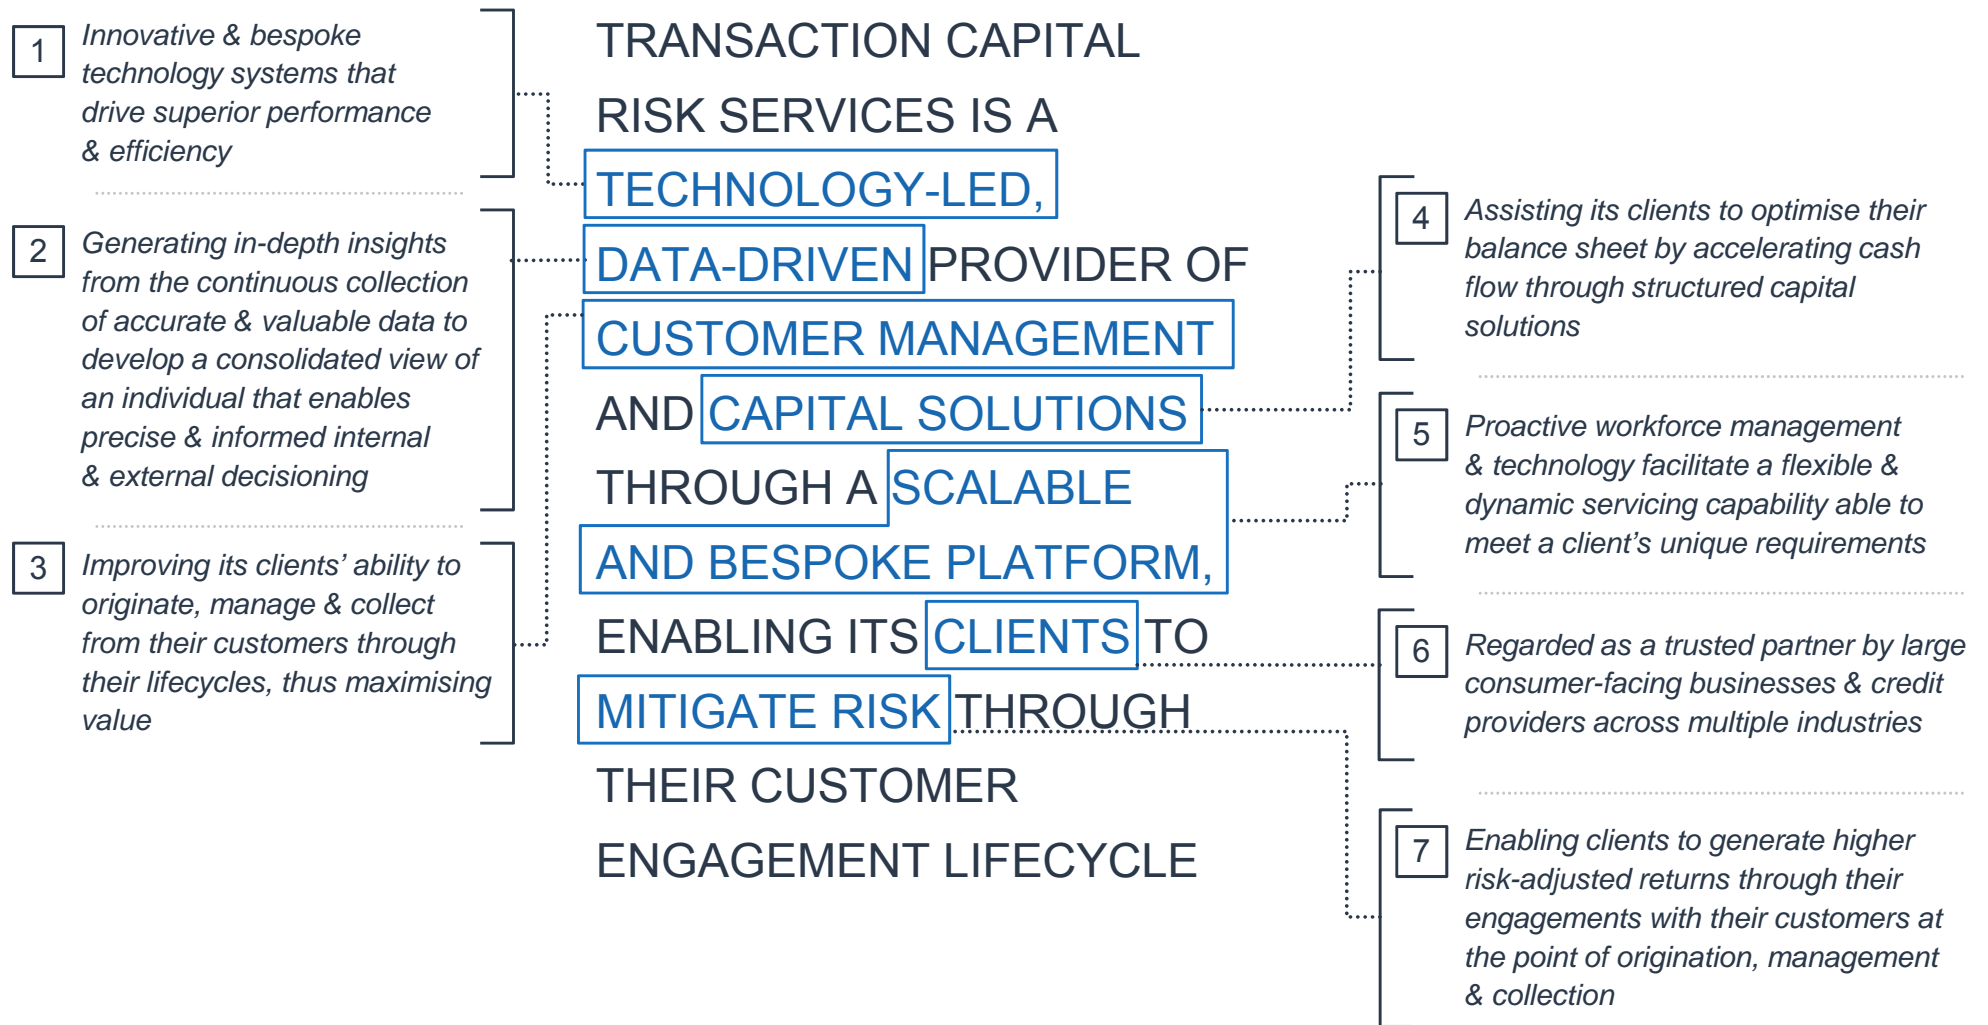 1
Innovative & bespoke
technology systems that
drive superior performance
& efficiency
2
Generating in-depth insights
from the continuous collection
of accurate & valuable data to
develop a consolidated view of
an individual that enables
precise & informed internal
& external decisioning
3
Improving its clients’ ability to
originate, manage & collect
from their customers through
their lifecycles, thus maximising
value
TRANSACTION CAPITAL
RISK SERVICES IS A
TECHNOLOGY-LED,
DATA-DRIVEN PROVIDER OF
CUSTOMER MANAGEMENT
AND CAPITAL SOLUTIONS
THROUGH A SCALABLE
AND BESPOKE PLATFORM,
ENABLING ITS CLIENTS TO
MITIGATE RISK THROUGH
THEIR CUSTOMER
ENGAGEMENT LIFECYCLE
4
Assisting its clients to optimise their
balance sheet by accelerating cash
flow through structured capital
solutions
5
Proactive workforce management
& technology facilitate a flexible &
dynamic servicing capability able to
meet a client’s unique requirements
6
Regarded as a trusted partner by large
consumer-facing businesses & credit
providers across multiple industries
7
Enabling clients to generate higher
risk-adjusted returns through their
engagements with their customers at
the point of origination, management
& collection